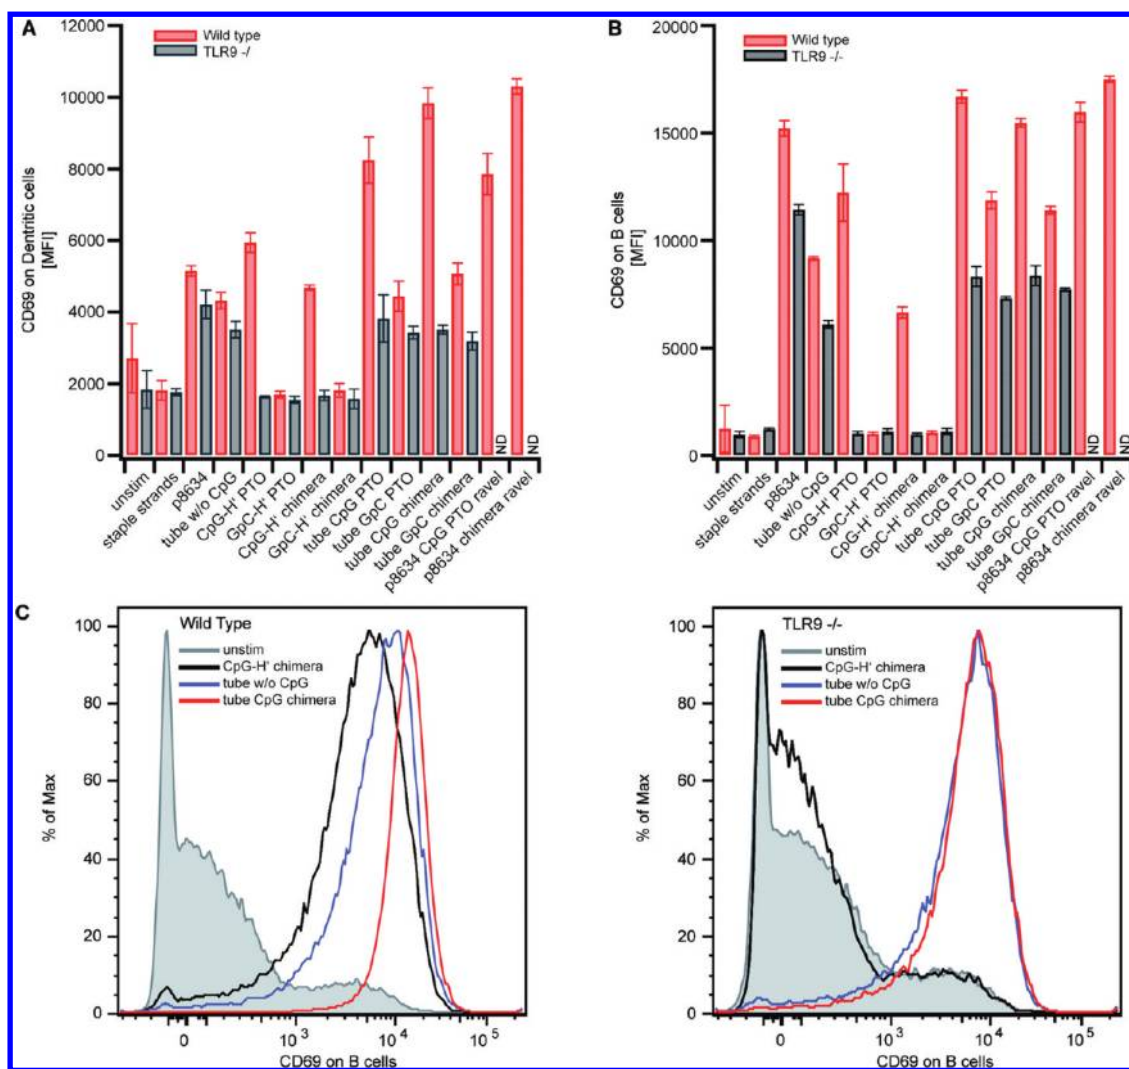 A
Wild type
TLR9 -/
CD69 on Dentritic cells
[MFI]
12000
10000
8000
6000
4000
2000
0
ND
ND
unstim
staple strands
p8634
tube w/o CpG
CpG-H' PTO
GpC-H' PTO
CpG-H' chimera
GpC-H' chimera
tube CpG PTO
tube GpC PTO
tube CpG chimera
tube GpC chimera
p8634 CpG PTO ravel
p8634 chimera ravel
B
Wild type
TLR9 -/-
CD69 on B cells
[MFI]
20000
15000
10000
5000
0
ND
ND
unstim
staple strands
p8634
tube w/o CpG
CpG-H' PTO
GpC-H' PTO
CpG-H' chimera
GpC-H' chimera
tube CpG PTO
tube GpC PTO
tube CpG chimera
tube GpC chimera
p8634 CpG PTO ravel
p8634 chimera ravel
C
Wild Type
unstim
CpG-H' chimera
tube w/o CpG
tube CpG chimera
% of Max
100
80
60
40
20
0
0 10³ 10⁴ 10⁵
CD69 on B cells
TLR9 -/-
unstim
CpG-H' chimera
tube w/o CpG
tube CpG chimera
% of Max
100
80
60
40
20
0
0 10³ 10⁴ 10⁵
CD69 on B cells